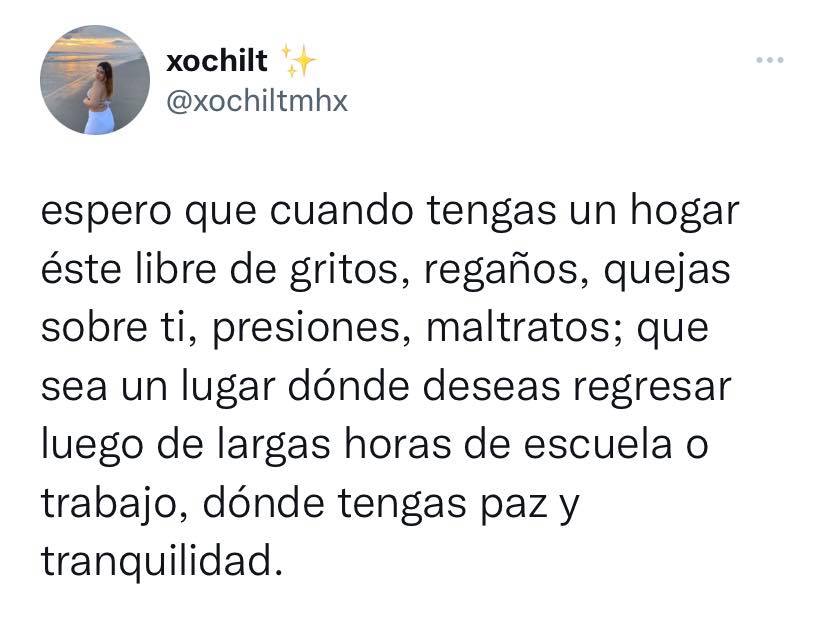 xochilt ✨
@xochiltmhx
espero que cuando tengas un hogar
éste libre de gritos, regaños, quejas
sobre ti, presiones, maltratos; que
sea un lugar dónde deseas regresar
luego de largas horas de escuela o
trabajo, dónde tengas paz y
tranquilidad.